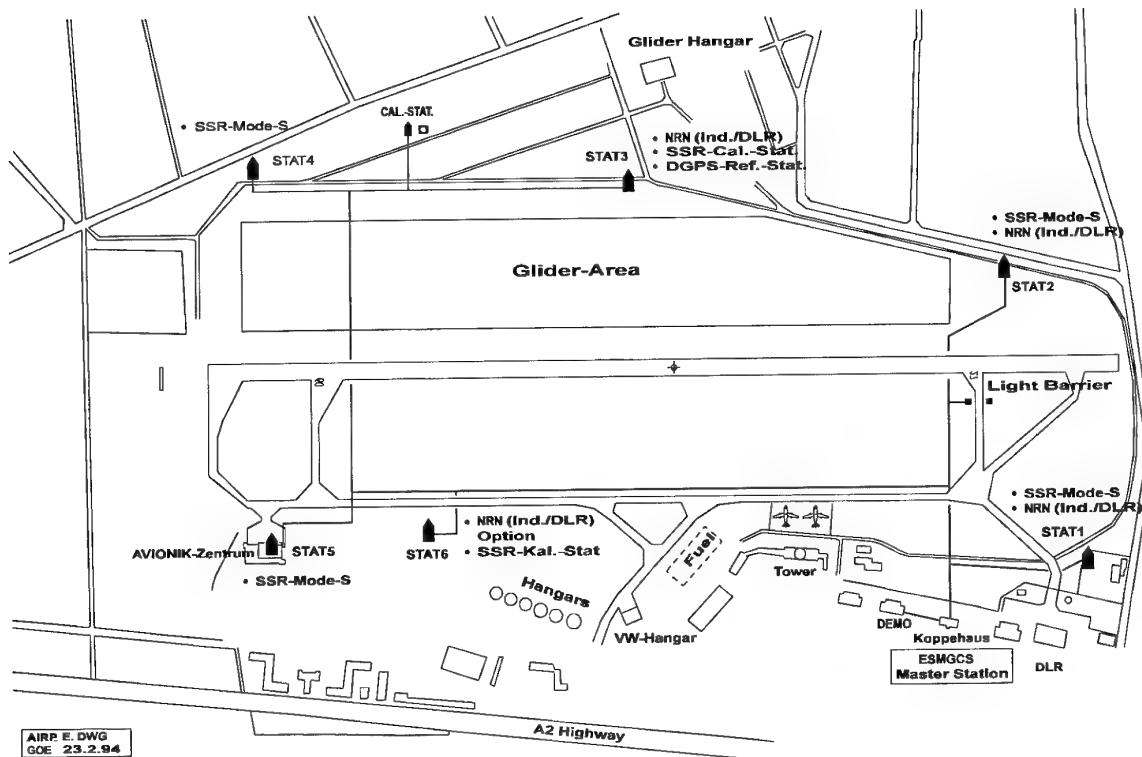 Glider Hangar
• SSR-Mode-S
CAL.-STAT.
• NRN (Ind./DLR)
• SSR-Cal.-Stat.
• DGPS-Ref.-Stat.
STAT4
STAT3
• SSR-Mode-S
• NRN (Ind./DLR)
Glider-Area
STAT2
Light Barrier
• SSR-Mode-S
• NRN (Ind./DLR)
STAT1
• NRN (Ind./DLR)
Option
• SSR-Kal.-Stat
AVIONIK-Zentrum
STAT5
STAT6
• SSR-Mode-S
Fuel
Tower
Hangars
VW-Hangar
DEMO
Koppehaus
ESMGCS
Master Station
DLR
A2 Highway
AIRP. E. DWG
GOE 23.2.94